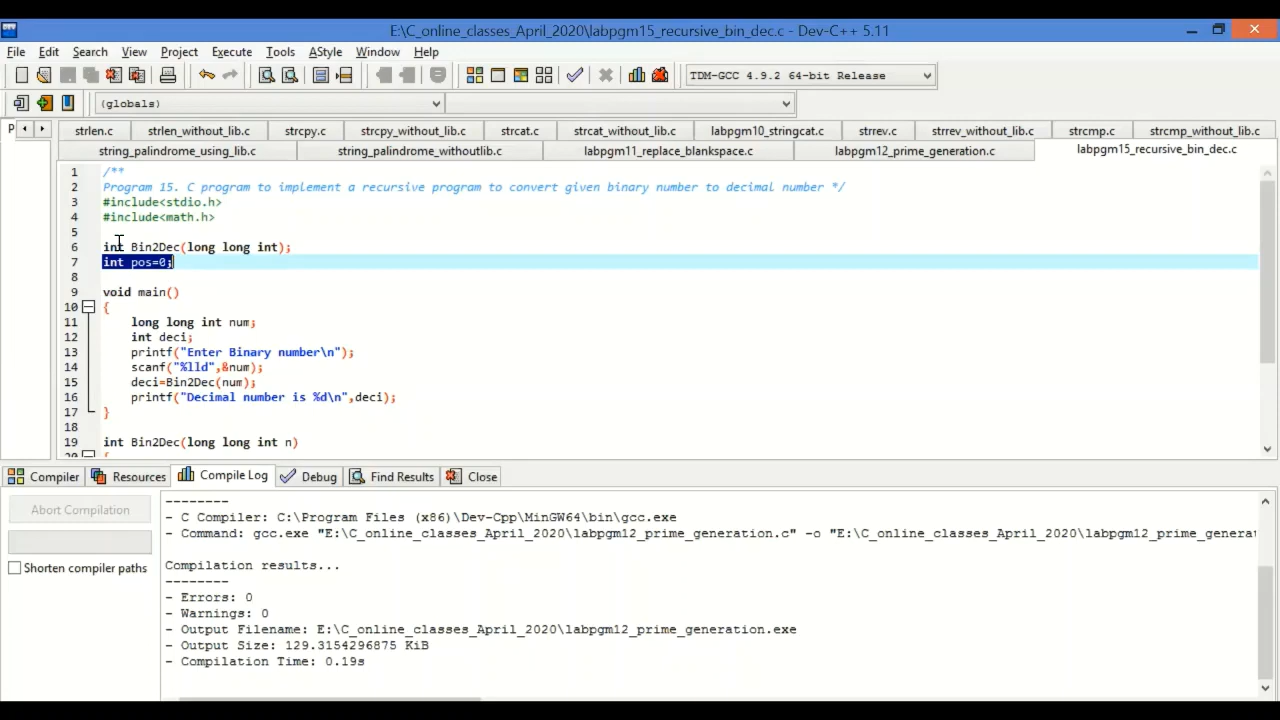 E:\C_online_classes_April_2020\labpgm15_recursive_bin_dec.c - Dev-C++ 5.11
File Edit Search View Project Execute Tools AStyle Window Help
TDM-GCC 4.9.2 64-bit Release
(globals)
P strlen.c strlen_without_lib.c strcpy.c strcpy_without_lib.c strcat.c strcat_without_lib.c labpgm10_stringcat.c strrev.c strrev_without_lib.c strcmp.c strcmp_without_lib.c
string_palindrome_using_lib.c string_palindrome_withoutlib.c labpgm11_replace_blankspace.c labpgm12_prime_generation.c labpgm15_recursive_bin_dec.c
1 /**
2 Program 15. C program to implement a recursive program to convert given binary number to decimal number */
3 #include<stdio.h>
4 #include<math.h>
5
6 int Bin2Dec(long long int);
7 int pos=0;
8
9 void main()
10 {
11 long long int num;
12 int deci;
13 printf("Enter Binary number\n");
14 scanf("%lld",&num);
15 deci=Bin2Dec(num);
16 printf("Decimal number is %d\n",deci);
17 }
18
19 int Bin2Dec(long long int n)
20 {
Compiler Resources Compile Log Debug Find Results Close
Abort Compilation
Shorten compiler paths
--------
- C Compiler: C:\Program Files (x86)\Dev-Cpp\MinGW64\bin\gcc.exe
- Command: gcc.exe "E:\C_online_classes_April_2020\labpgm12_prime_generation.c" -o "E:\C_online_classes_April_2020\labpgm12_prime_genera
Compilation results...
--------
- Errors: 0
- Warnings: 0
- Output Filename: E:\C_online_classes_April_2020\labpgm12_prime_generation.exe
- Output Size: 129.3154296875 KiB
- Compilation Time: 0.19s